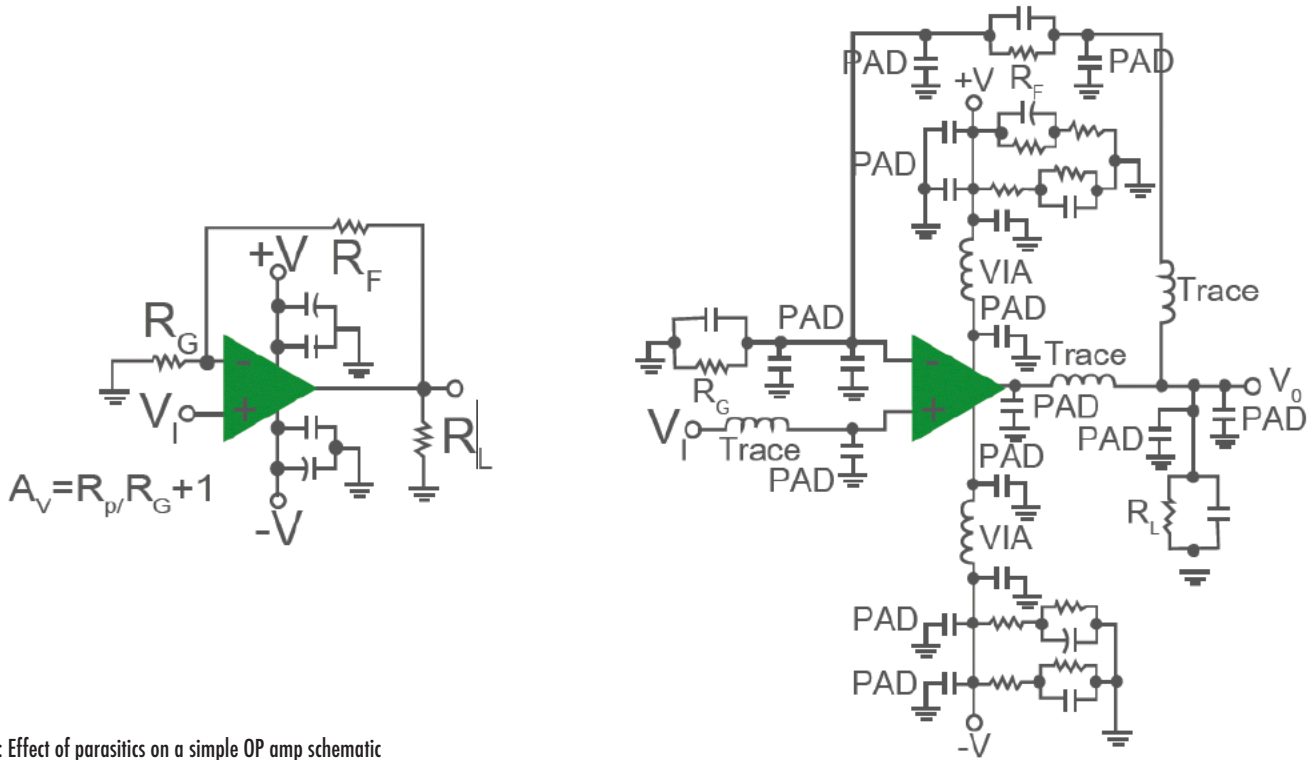 +V
R_F
R_G
-
+
V_I
R_L
A_V=R_p/R_G+1
-V
PAD
PAD
R_F
+V
PAD
VIA
PAD
Trace
PAD
Trace
R_G
-
+
V_I
Trace
PAD
PAD
PAD
PAD
V_0
PAD
VIA
R_L
PAD
PAD
-V
: Effect of parasitics on a simple OP amp schematic